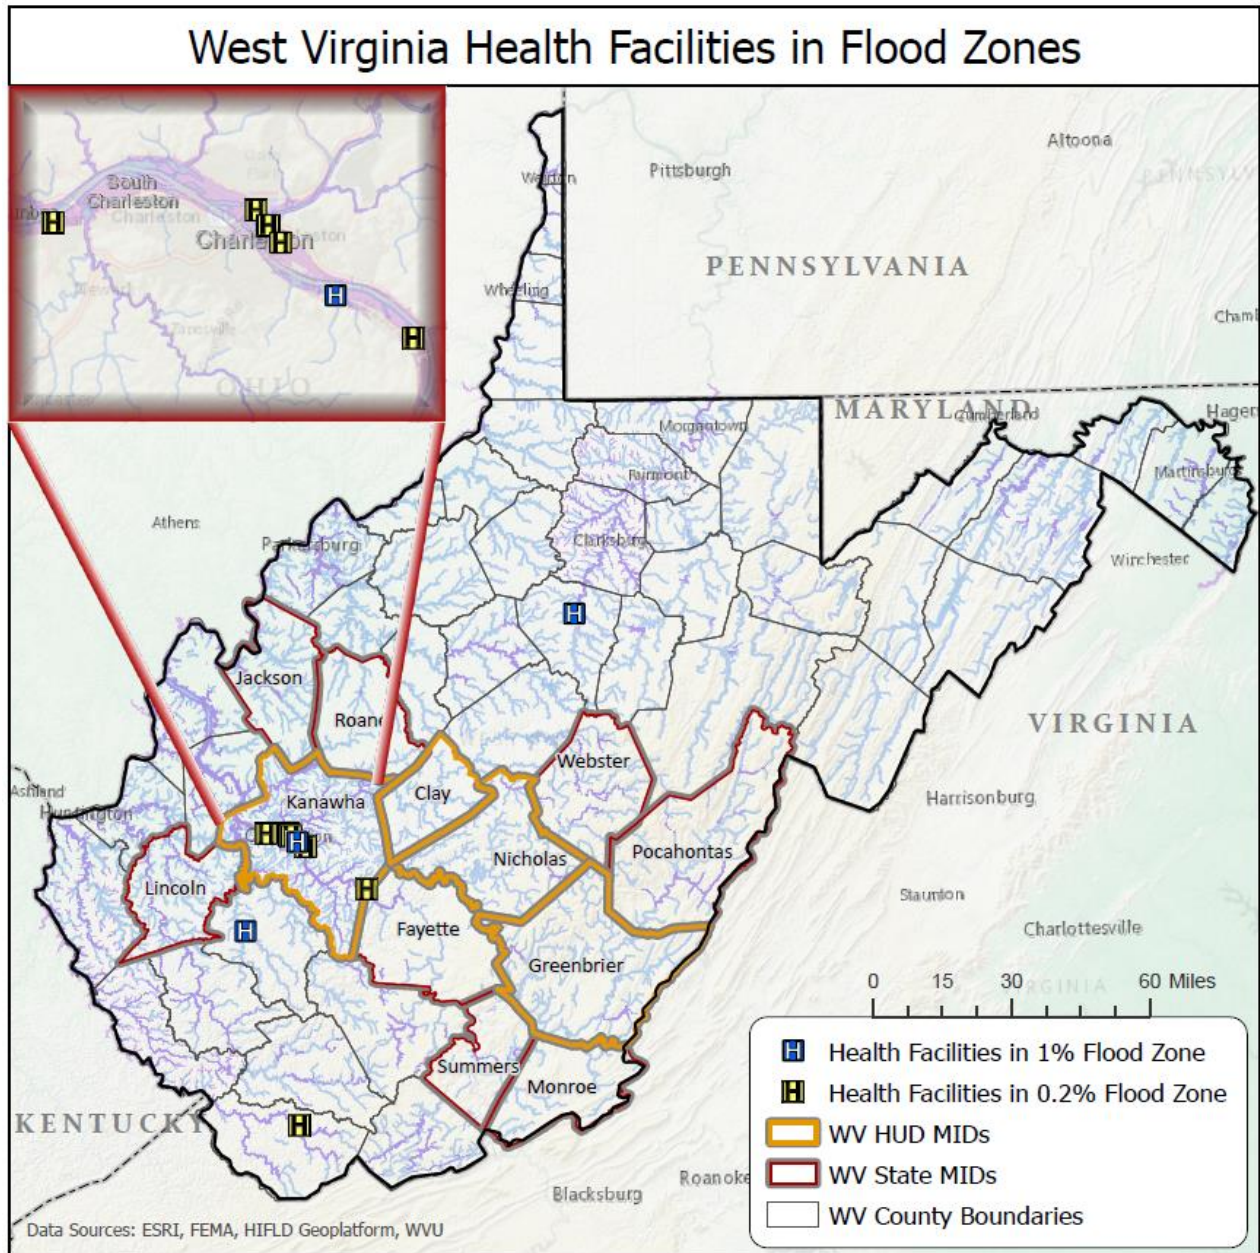 West Virginia Health Facilities in Flood Zones
South
Charleston
Charleston
Charleston
OHIO
Altoona
Pittsburgh
PENNSYLVANIA
Wheeling
MARYLAND
Cumberland
Hager
Morgantown
Fairmont
Martinsburg
Athens
Parkersburg
Clarksburg
Winchester
Jackson
Roane
VIRGINIA
Webster
Ashland
Huntington
Kanawha
Clay
Harrisonburg
Nicholas
Pocahontas
Lincoln
Staunton
Fayette
Charlottesville
Greenbrier
0 15 30 60 Miles
VIRGINIA
H Health Facilities in 1% Flood Zone
Summers
Monroe
H Health Facilities in 0.2% Flood Zone
KENTUCKY
WV HUD MIDs
Roanoke
WV State MIDs
Blacksburg
WV County Boundaries
Data Sources: ESRI, FEMA, HIFLD Geoplatform, WVU